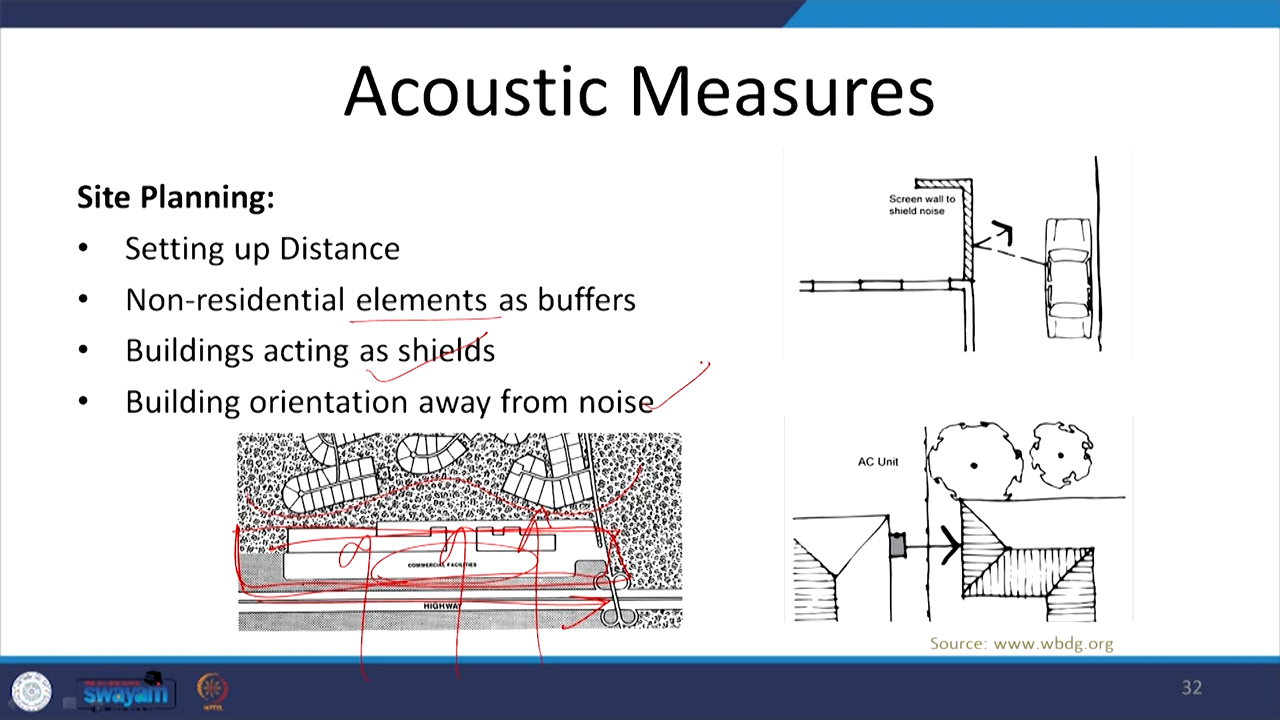 Acoustic Measures
Site Planning:
• Setting up Distance
• Non-residential elements as buffers
• Buildings acting as shields
• Building orientation away from noise
Screen wall to
shield noise
AC Unit
COMMERCIAL FACILITIES
HIGHWAY
Source: www.wbdg.org
swayam
32